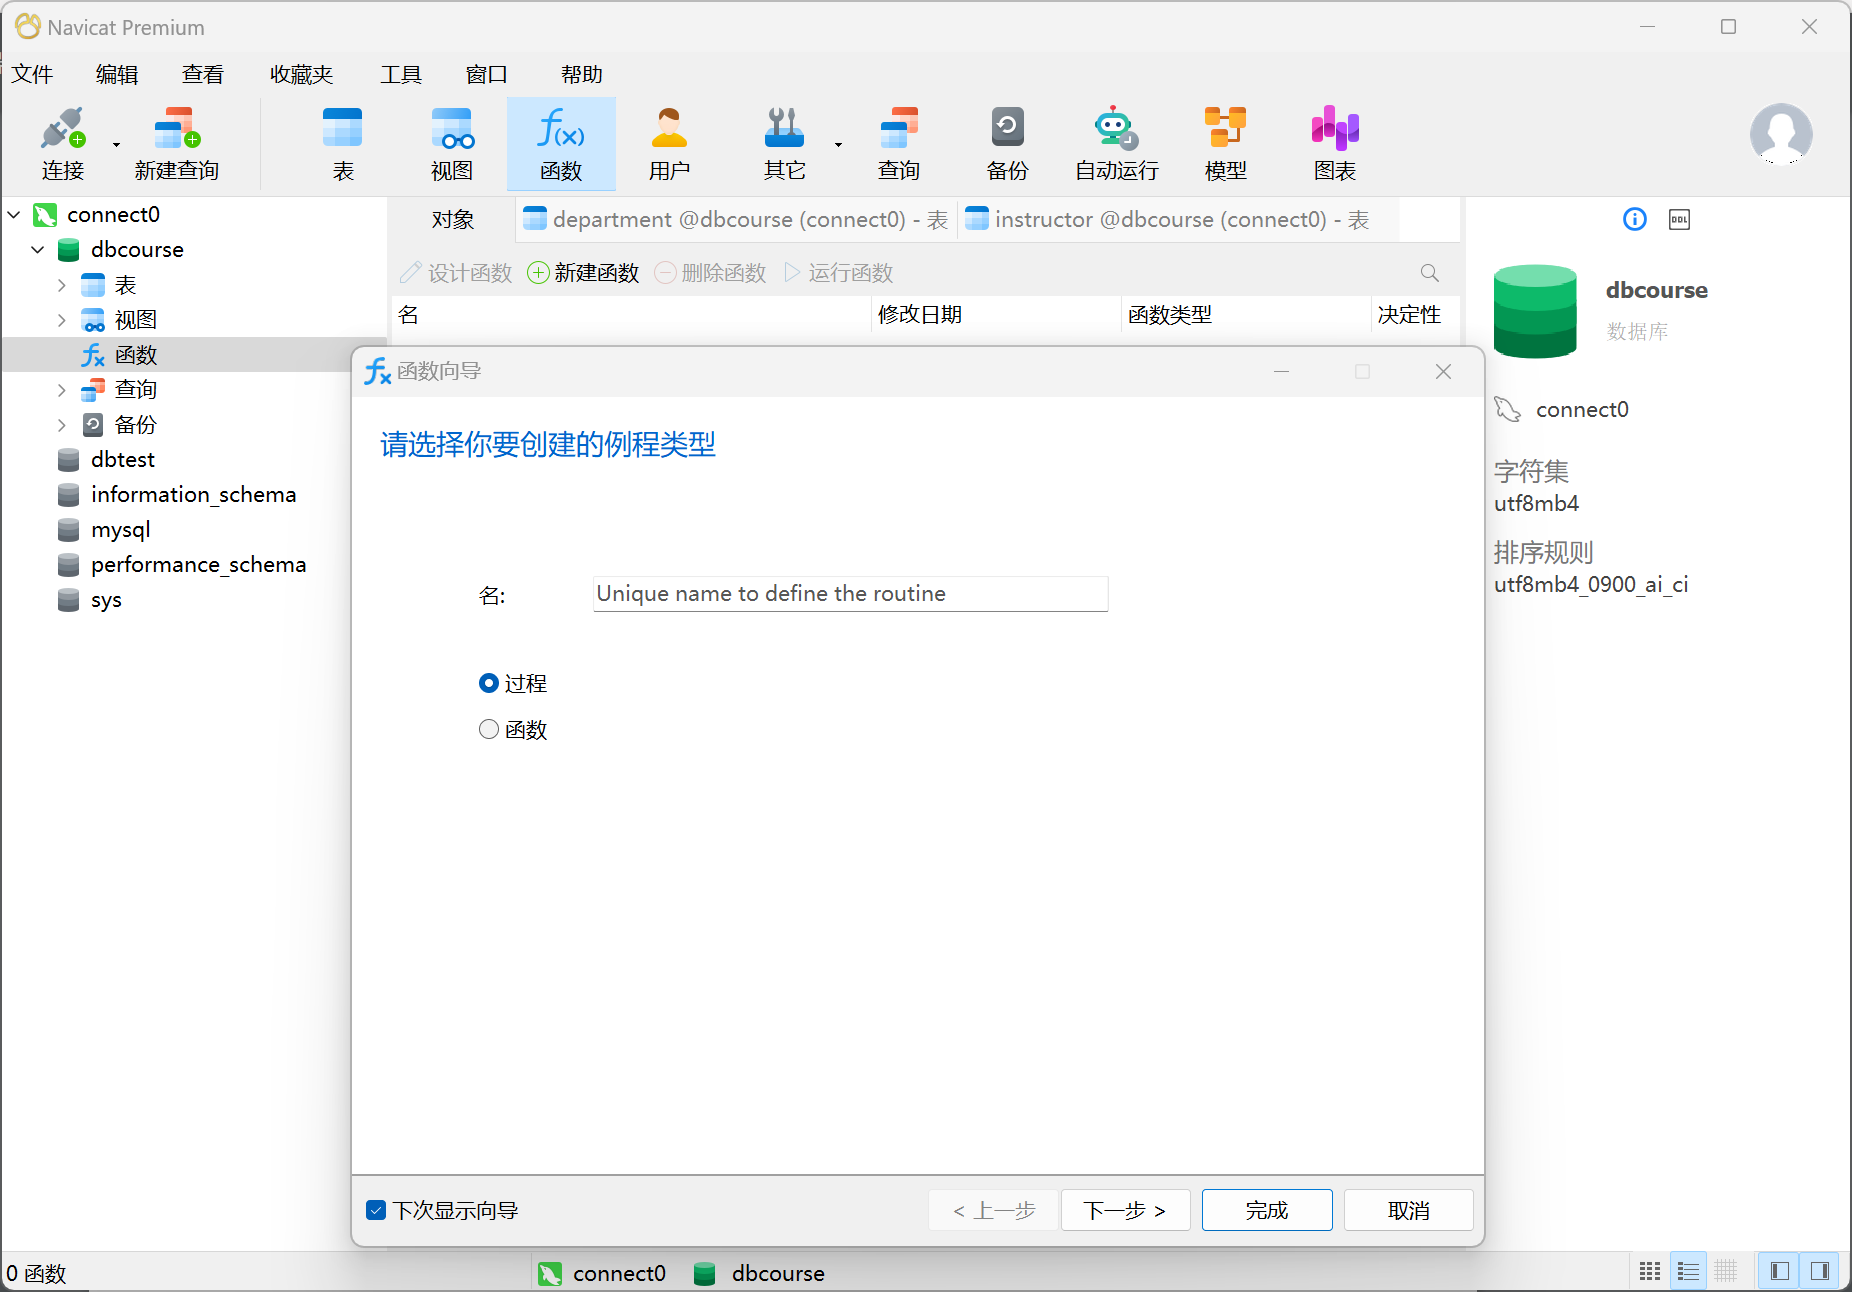 Navicat Premium
文件 编辑 查看 收藏夹 工具 窗口 帮助
连接 新建查询 表 视图 函数 用户 其它 查询 备份 自动运行 模型 图表
connect0
dbcourse
表
视图
函数
查询
备份
dbtest
information_schema
mysql
performance_schema
sys
对象 department @dbcourse (connect0) - 表 instructor @dbcourse (connect0) - 表
设计函数 新建函数 删除函数 运行函数
名 修改日期 函数类型 决定性
函数向导
请选择你要创建的例程类型
名: Unique name to define the routine
过程
函数
下次显示向导 < 上一步 下一步 > 完成 取消
DDL
dbcourse
数据库
connect0
字符集
utf8mb4
排序规则
utf8mb4_0900_ai_ci
0 函数 connect0 dbcourse